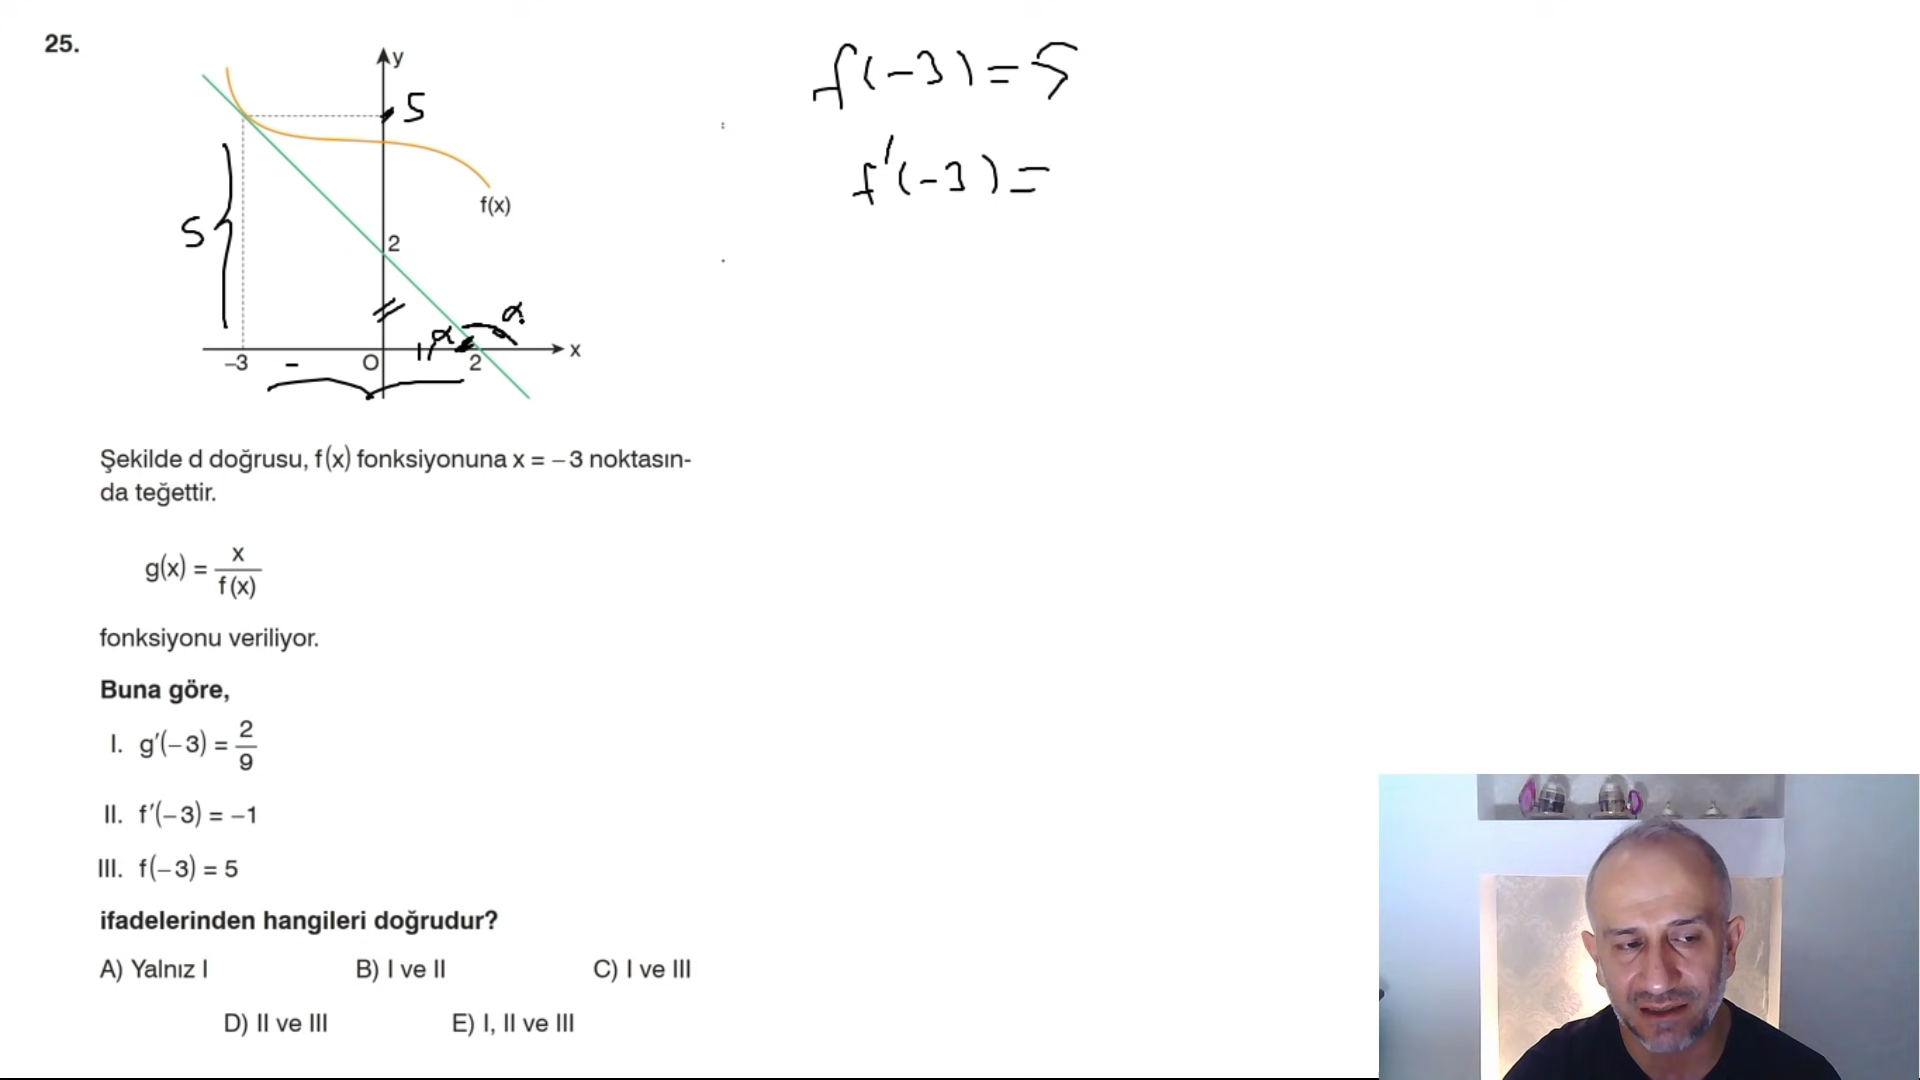 25.
y
5
f(-3)=5
f'(-3)=
f(x)
5
2
α
α
-3
-
O
2
x
Şekilde d doğrusu, f(x) fonksiyonuna x = -3 noktasın-
da teğettir.
g(x) = x / f(x)
fonksiyonu veriliyor.
Buna göre,
I. g'(-3) = 2/9
II. f'(-3) = -1
III. f(-3) = 5
ifadelerinden hangileri doğrudur?
A) Yalnız I B) I ve II C) I ve III
D) II ve III E) I, II ve III